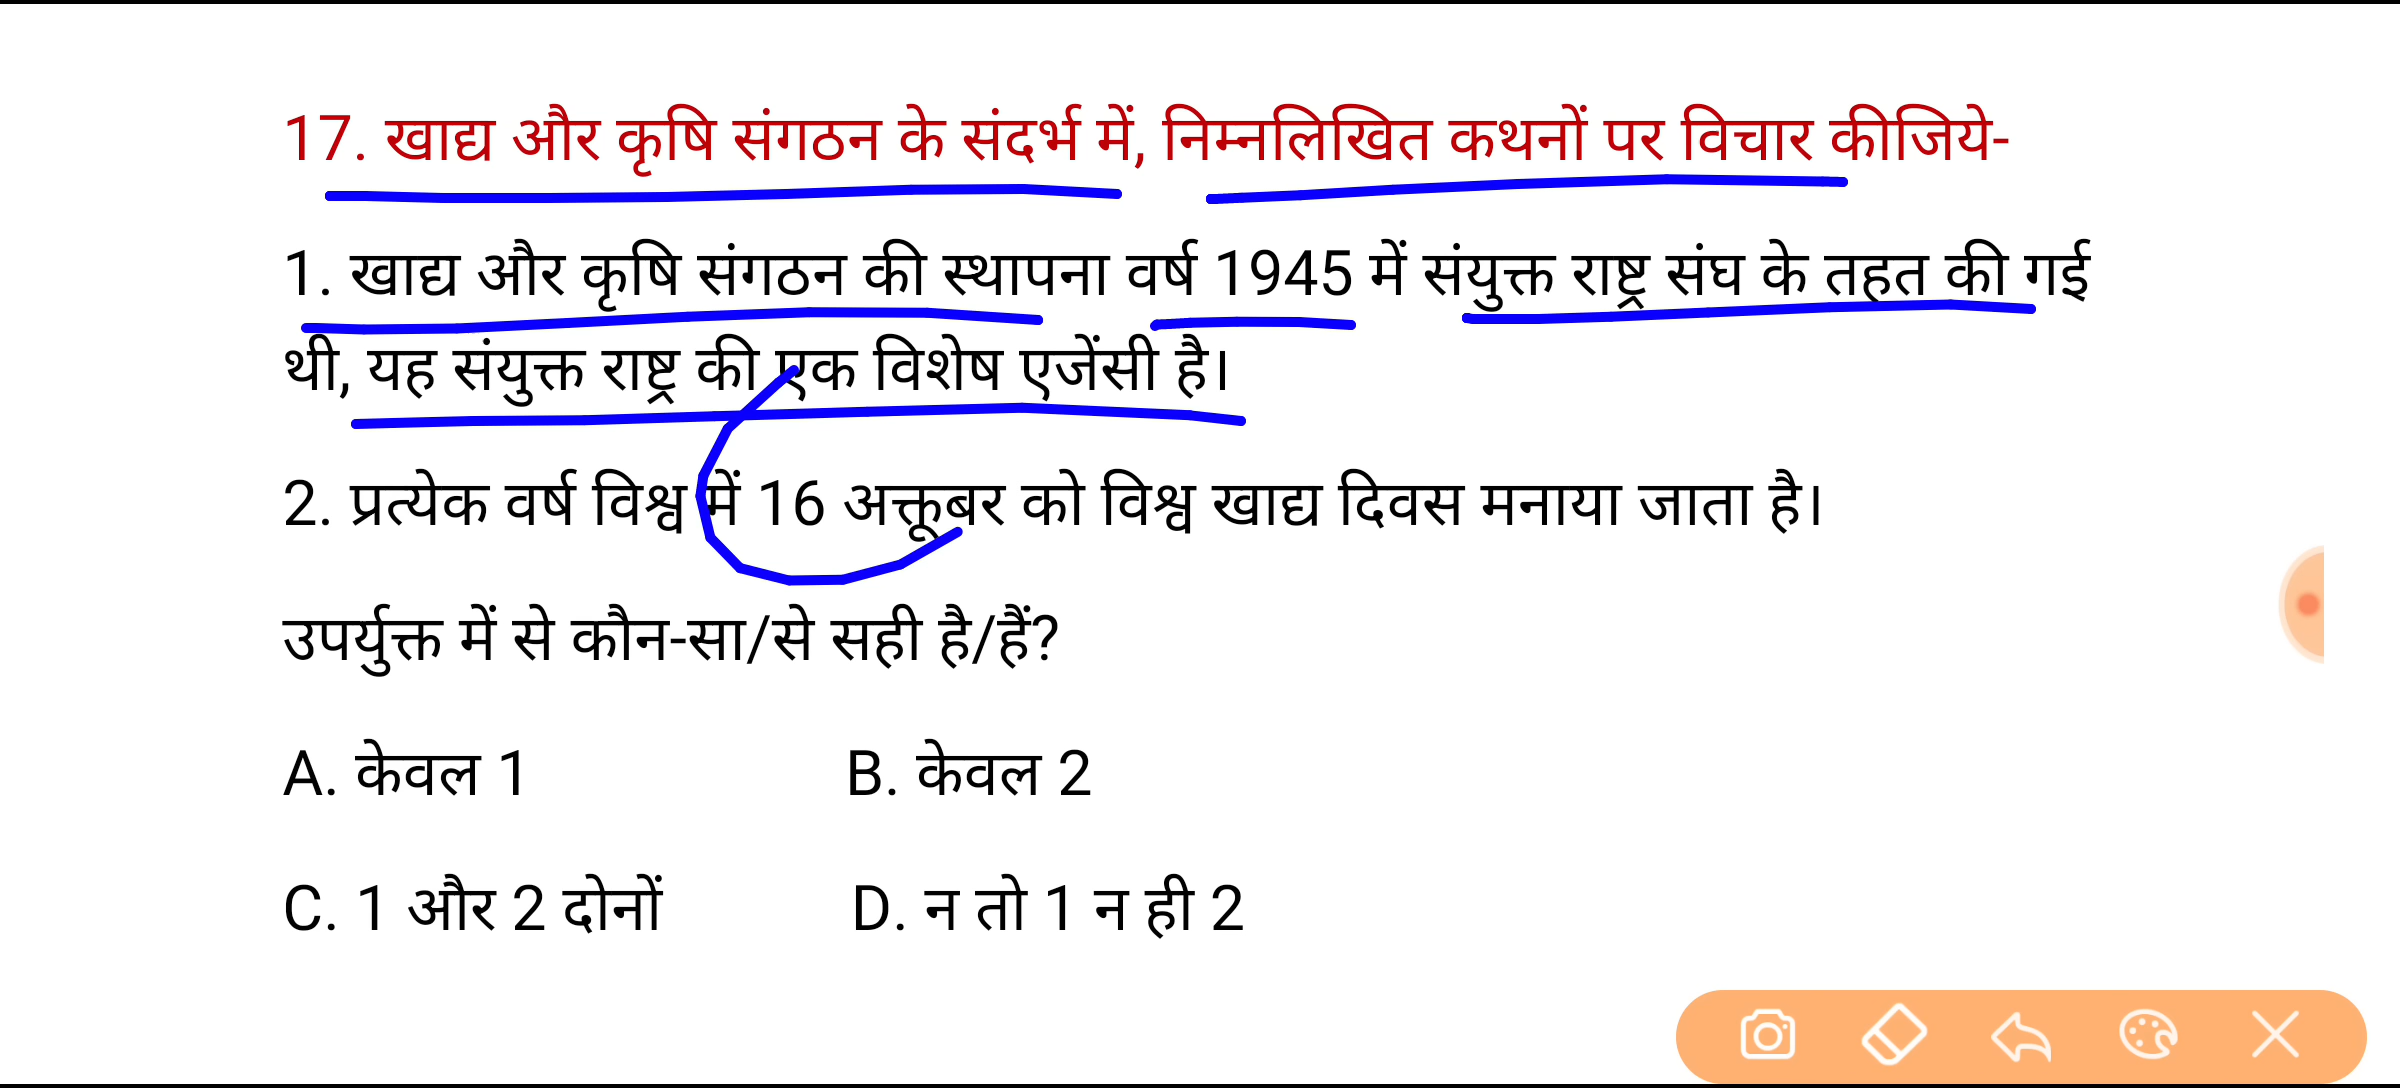 17. खाद्य और कृषि संगठन के संदर्भ में, निम्नलिखित कथनों पर विचार कीजिये-
1. खाद्य और कृषि संगठन की स्थापना वर्ष 1945 में संयुक्त राष्ट्र संघ के तहत की गई
थी, यह संयुक्त राष्ट्र की एक विशेष एजेंसी है।
2. प्रत्येक वर्ष विश्व में 16 अक्तूबर को विश्व खाद्य दिवस मनाया जाता है।
उपर्युक्त में से कौन-सा/से सही है/हैं?
A. केवल 1 B. केवल 2
C. 1 और 2 दोनों D. न तो 1 न ही 2